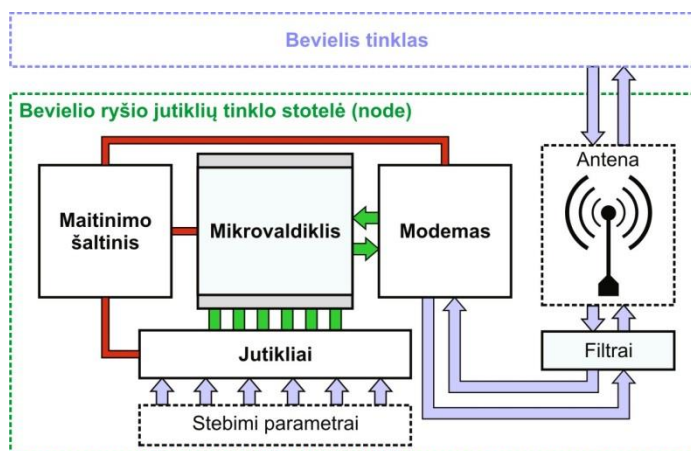 Bevielis tinklas
Bevielio ryšio jutiklių tinklo stotelė (node)
Antena
Maitinimo
šaltinis
Mikrovaldiklis
Modemas
Jutikliai
Filtrai
Stebimi parametrai